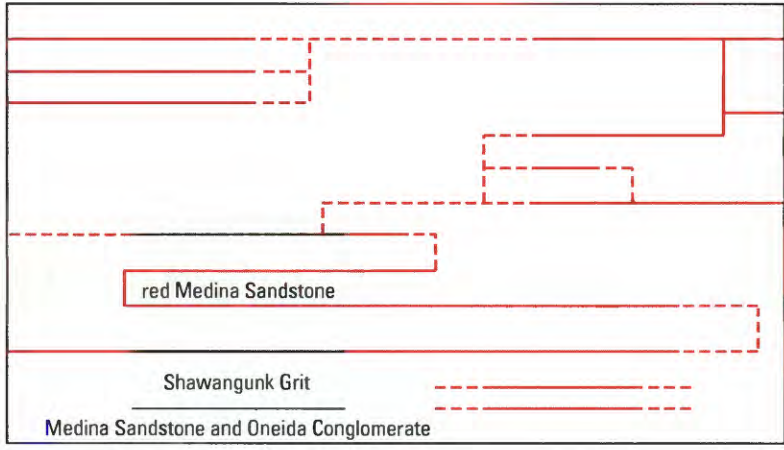 red Medina Sandstone
Shawangunk Grit
Medina Sandstone and Oneida Conglomerate